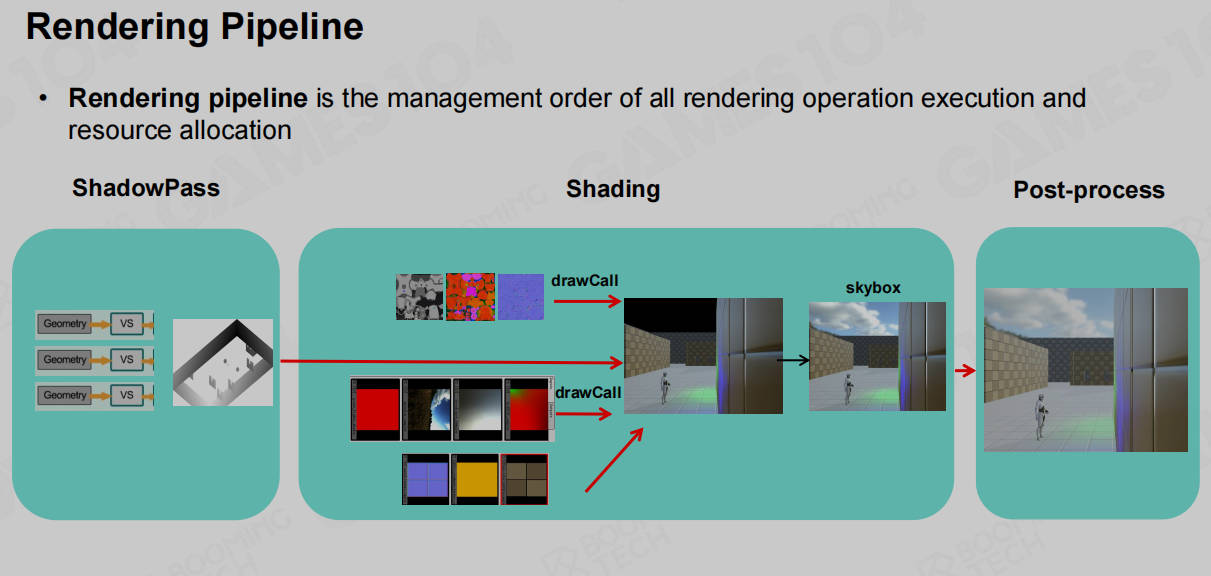 Rendering Pipeline
• Rendering pipeline is the management order of all rendering operation execution and
resource allocation
ShadowPass
Shading
Post-process
Geometry VS
Geometry VS
Geometry VS
drawCall
drawCall
skybox
GAMES104
BOOMING
TECH